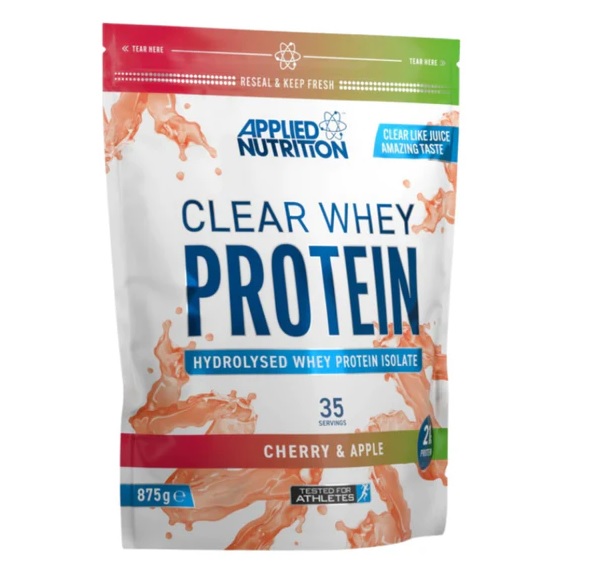 « TEAR HERE
TEAR HERE »
RESEAL & KEEP FRESH
APPLIED
NUTRITION
CLEAR LIKE JUICE
AMAZING TASTE
CLEAR WHEY
PROTEIN
HYDROLYSED WHEY PROTEIN ISOLATE
35
SERVINGS
CHERRY & APPLE
PROTEIN
875g ℮
TESTED FOR
ATHLETES